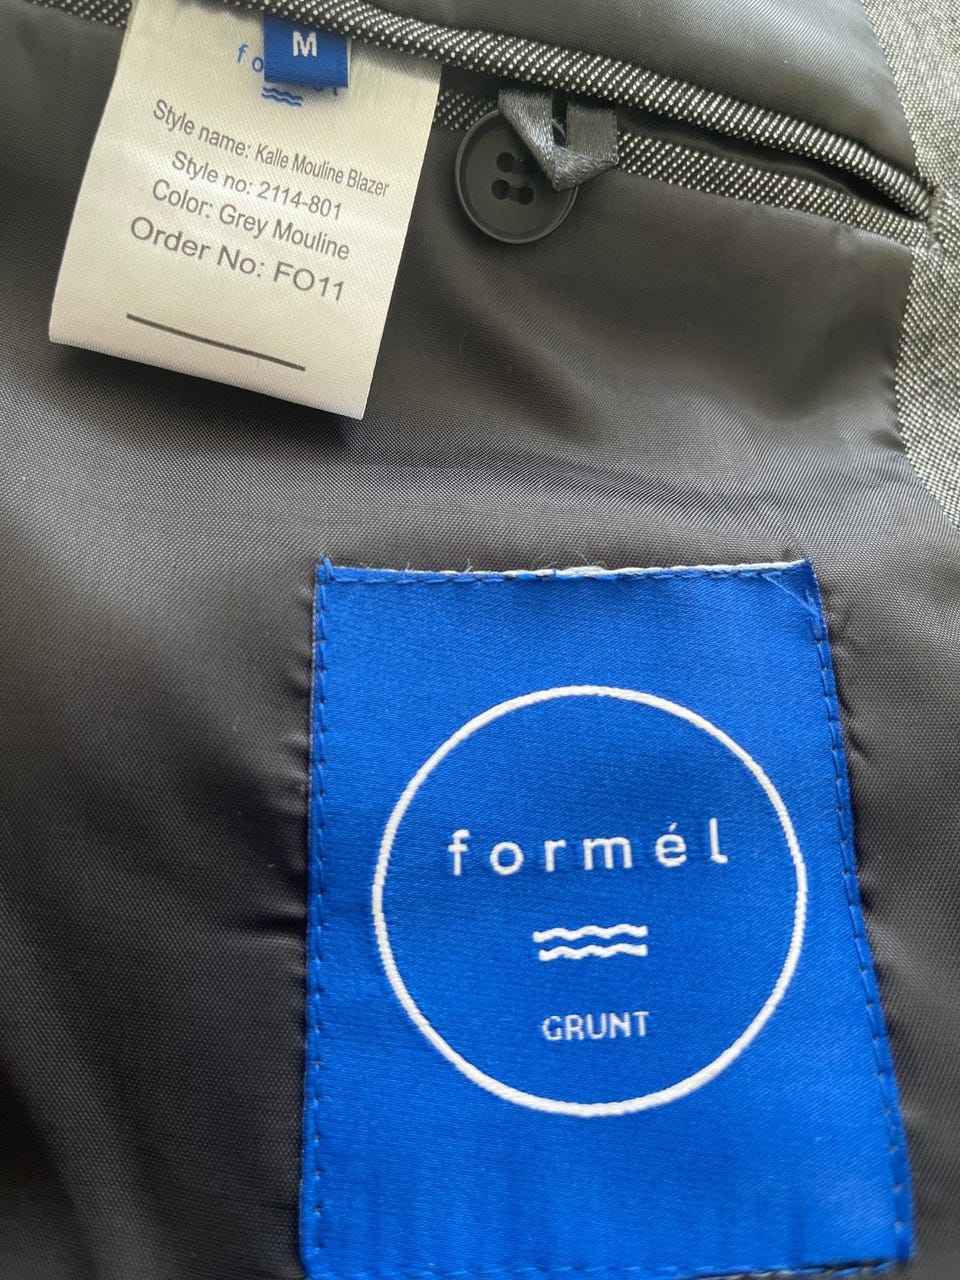 M
Style name: Kalle Mouline Blazer
Style no: 2114-801
Color: Grey Mouline
Order No: FO11
formél
GRUNT